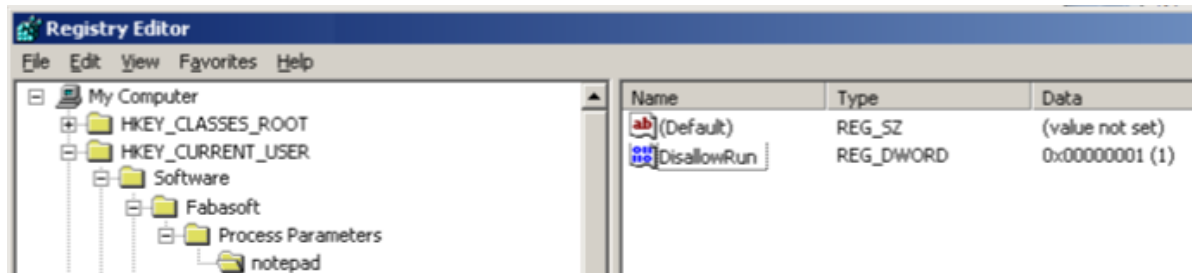 Registry Editor
File Edit View Favorites Help
My Computer
HKEY_CLASSES_ROOT
HKEY_CURRENT_USER
Software
Fabasoft
Process Parameters
notepad
Name Type Data
(Default) REG_SZ (value not set)
DisallowRun REG_DWORD 0x00000001 (1)